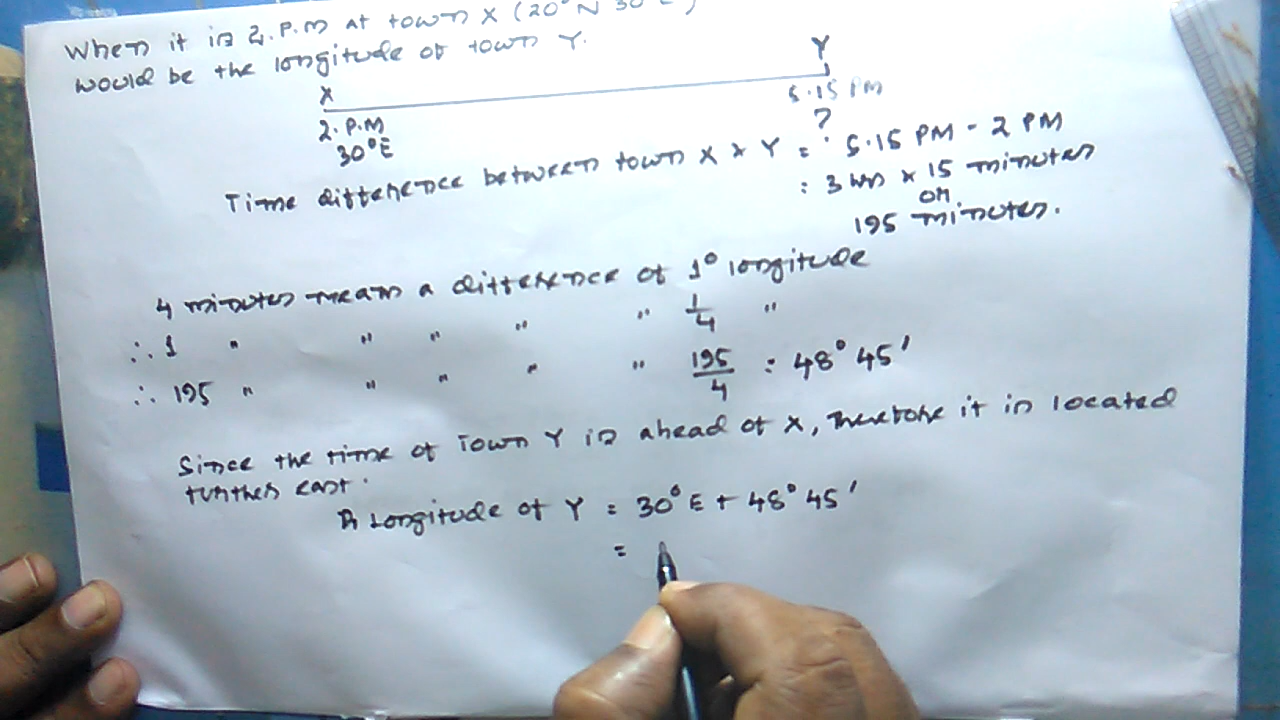 When it is 2.P.M at town X (20°N 30°E)
would be the longitude of town Y.
X Y
2.P.M 5.15 PM
30°E ?
Time difference between town X & Y = 5.15 PM - 2 PM
: 3 hrs x 15 minutes
or
195 minutes.
4 minutes mean a difference of 1° longitude
∴ 1 " " " " " 1/4 "
∴ 195 " " " " " 195/4 = 48° 45'
Since the time of Town Y is ahead of X, therefore it is located
further east.
Longitude of Y = 30° E + 48° 45'
=